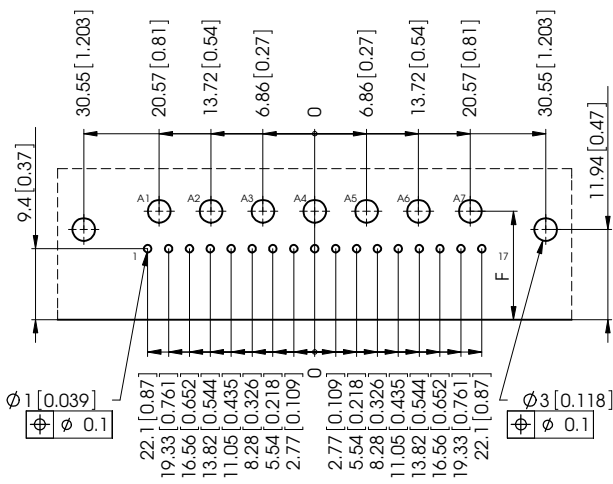 30.55 [1.203]
20.57 [0.81]
13.72 [0.54]
6.86 [0.27]
0
6.86 [0.27]
13.72 [0.54]
20.57 [0.81]
30.55 [1.203]
9.4 [0.37]
11.94 [0.47]
A1
A2
A3
A4
A5
A6
A7
1
17
F
0
Ø1 [0.039]
⌖ Ø 0.1
Ø3 [0.118]
⌖ Ø 0.1
22.1 [0.87]
19.33 [0.761]
16.56 [0.652]
13.82 [0.544]
11.05 [0.435]
8.28 [0.326]
5.54 [0.218]
2.77 [0.109]
2.77 [0.109]
5.54 [0.218]
8.28 [0.326]
11.05 [0.435]
13.82 [0.544]
16.56 [0.652]
19.33 [0.761]
22.1 [0.87]